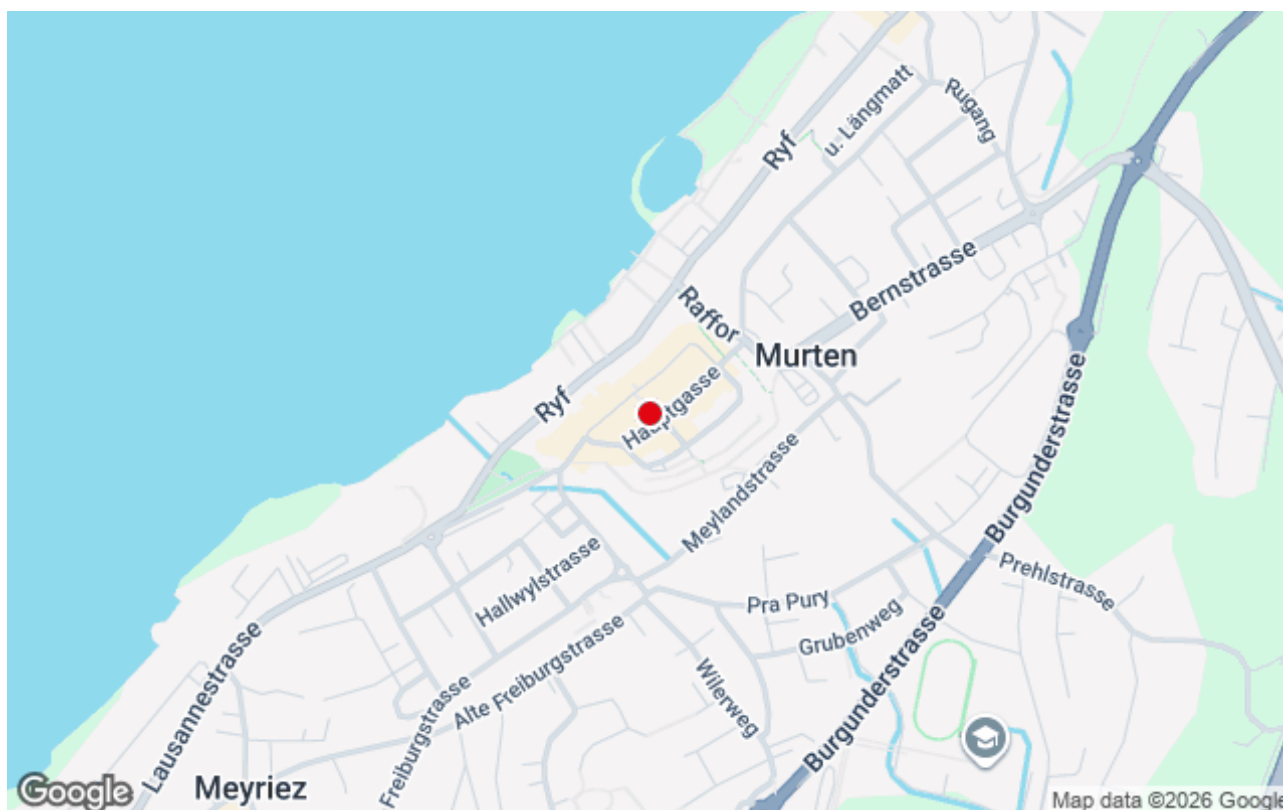 Ryf
u. Längmatt
Rugang
Raffor
Bernstrasse
Murten
Ryf
Hauptgasse
Burgunderstrasse
Meylandstrasse
Hallwylstrasse
Prehlstrasse
Pra Pury
Grubenweg
Lausannestrasse
Alte Freiburgstrasse
Freiburgstrasse
Wilerweg
Burgunderstrasse
Meyriez
Google
Map data ©2026 Google